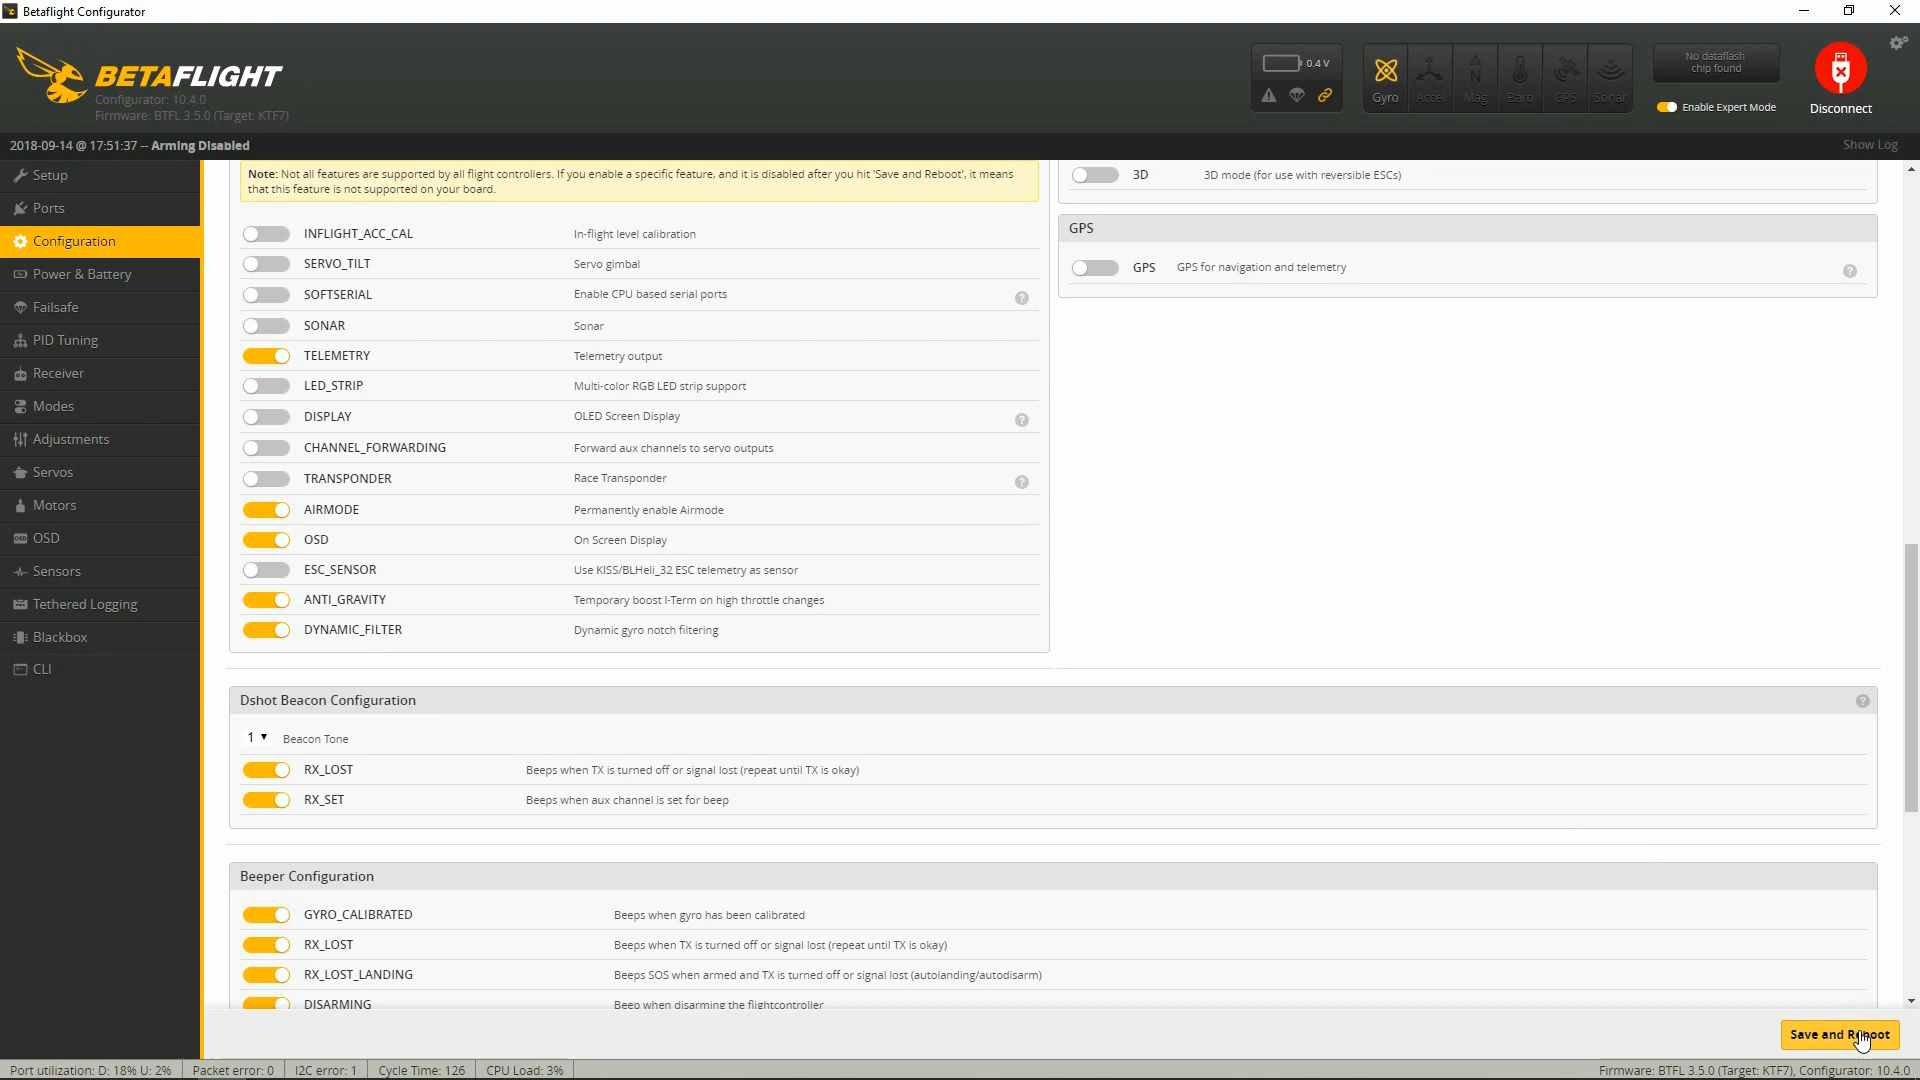 Betaflight Configurator
BETAFLIGHT
Configurator: 10.4.0
Firmware: BTFL 3.5.0 (Target: KTF7)
0.4 V
Gyro
Accel
Mag
Baro
GPS
Sonar
No dataflash
chip found
Enable Expert Mode
Disconnect
2018-09-14 @ 17:51:37 -- Arming Disabled
Show Log
Setup
Ports
Configuration
Power & Battery
Failsafe
PID Tuning
Receiver
Modes
Adjustments
Servos
Motors
OSD
Sensors
Tethered Logging
Blackbox
CLI
Note: Not all features are supported by all flight controllers. If you enable a specific feature, and it is disabled after you hit 'Save and Reboot', it means
that this feature is not supported on your board.
INFLIGHT_ACC_CAL In-flight level calibration
SERVO_TILT Servo gimbal
SOFTSERIAL Enable CPU based serial ports ?
SONAR Sonar
TELEMETRY Telemetry output
LED_STRIP Multi-color RGB LED strip support
DISPLAY OLED Screen Display ?
CHANNEL_FORWARDING Forward aux channels to servo outputs
TRANSPONDER Race Transponder ?
AIRMODE Permanently enable Airmode
OSD On Screen Display
ESC_SENSOR Use KISS/BLHeli_32 ESC telemetry as sensor
ANTI_GRAVITY Temporary boost I-Term on high throttle changes
DYNAMIC_FILTER Dynamic gyro notch filtering
3D 3D mode (for use with reversible ESCs)
GPS
GPS GPS for navigation and telemetry ?
Dshot Beacon Configuration ?
1 Beacon Tone
RX_LOST Beeps when TX is turned off or signal lost (repeat until TX is okay)
RX_SET Beeps when aux channel is set for beep
Beeper Configuration
GYRO_CALIBRATED Beeps when gyro has been calibrated
RX_LOST Beeps when TX is turned off or signal lost (repeat until TX is okay)
RX_LOST_LANDING Beeps SOS when armed and TX is turned off or signal lost (autolanding/autodisarm)
DISARMING Beep when disarming the flightcontroller
Save and Reboot
Port utilization: D: 18% U: 2% Packet error: 0 I2C error: 1 Cycle Time: 126 CPU Load: 3% Firmware: BTFL 3.5.0 (Target: KTF7), Configurator: 10.4.0